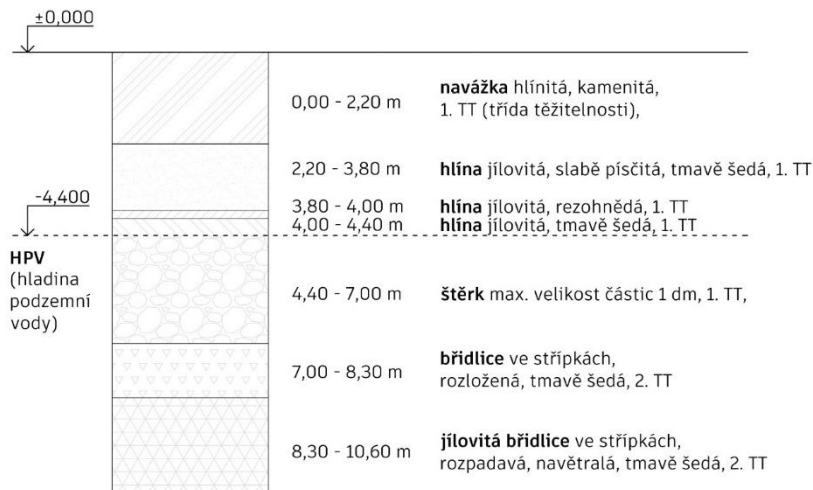 ±0,000
0,00 - 2,20 m
navážka hlínitá, kamenitá,
1. TT (třída těžitelnosti),
2,20 - 3,80 m
hlína jílovitá, slabě písčitá, tmavě šedá, 1. TT
-4,400
3,80 - 4,00 m
hlína jílovitá, rezohnědá, 1. TT
4,00 - 4,40 m
hlína jílovitá, tmavě šedá, 1. TT
HPV
(hladina
podzemní
vody)
4,40 - 7,00 m
štěrk max. velikost částic 1 dm, 1. TT,
7,00 - 8,30 m
břidlice ve střípkách,
rozložená, tmavě šedá, 2. TT
8,30 - 10,60 m
jílovitá břidlice ve střípkách,
rozpadavá, navětralá, tmavě šedá, 2. TT